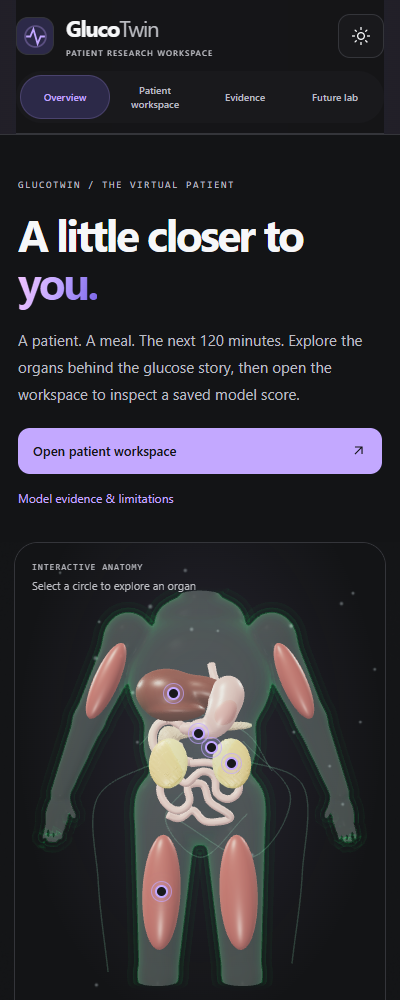 GlucoTwin
PATIENT RESEARCH WORKSPACE
Overview
Patient
workspace
Evidence
Future lab
GLUCOTWIN / THE VIRTUAL PATIENT
A little closer to
you.
A patient. A meal. The next 120 minutes. Explore the
organs behind the glucose story, then open the
workspace to inspect a saved model score.
Open patient workspace
Model evidence & limitations
INTERACTIVE ANATOMY
Select a circle to explore an organ